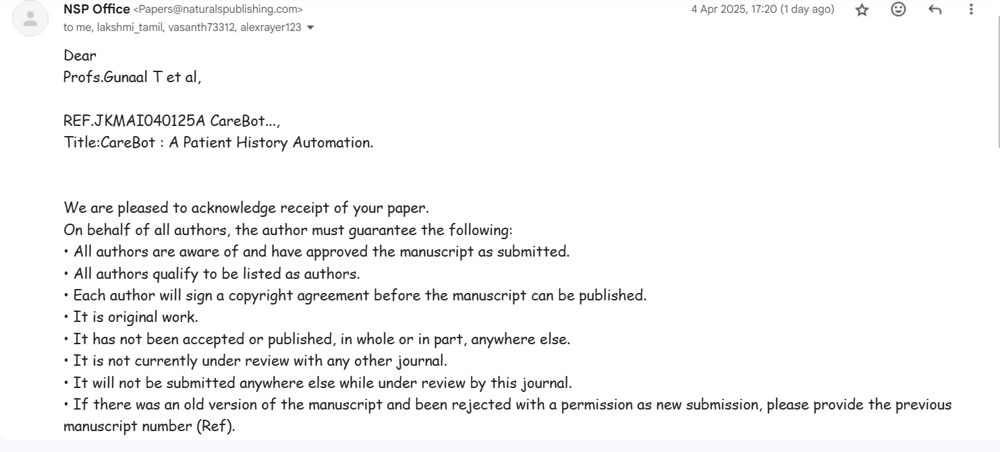 NSP Office <Papers@naturalspublishing.com> 4 Apr 2025, 17:20 (1 day ago)
to me, lakshmi_tamil, vasanth73312, alexrayer123
Dear
Profs.Gunaal T et al,
REF.JKMAI040125A CareBot...,
Title:CareBot : A Patient History Automation.
We are pleased to acknowledge receipt of your paper.
On behalf of all authors, the author must guarantee the following:
• All authors are aware of and have approved the manuscript as submitted.
• All authors qualify to be listed as authors.
• Each author will sign a copyright agreement before the manuscript can be published.
• It is original work.
• It has not been accepted or published, in whole or in part, anywhere else.
• It is not currently under review with any other journal.
• It will not be submitted anywhere else while under review by this journal.
• If there was an old version of the manuscript and been rejected with a permission as new submission, please provide the previous
manuscript number (Ref).